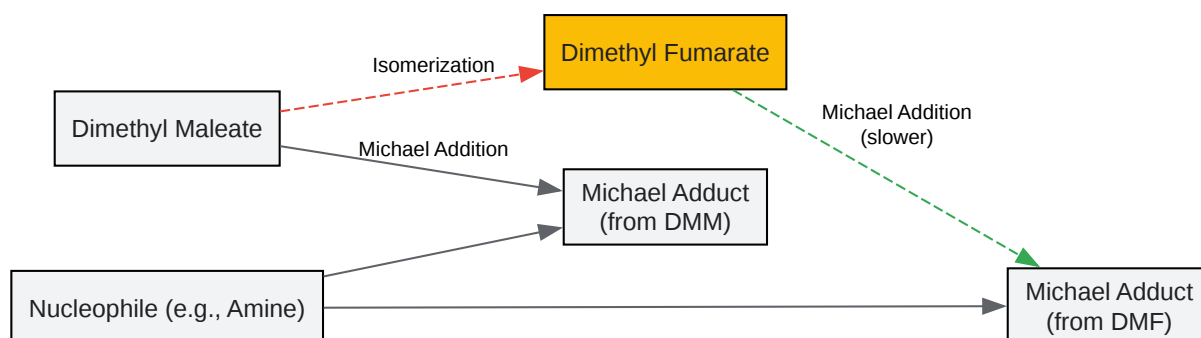 Dimethyl Fumarate
Isomerization
Dimethyl Maleate
Michael Addition
(slower)
Michael Addition
Michael Adduct
(from DMM)
Nucleophile (e.g., Amine)
Michael Adduct
(from DMF)